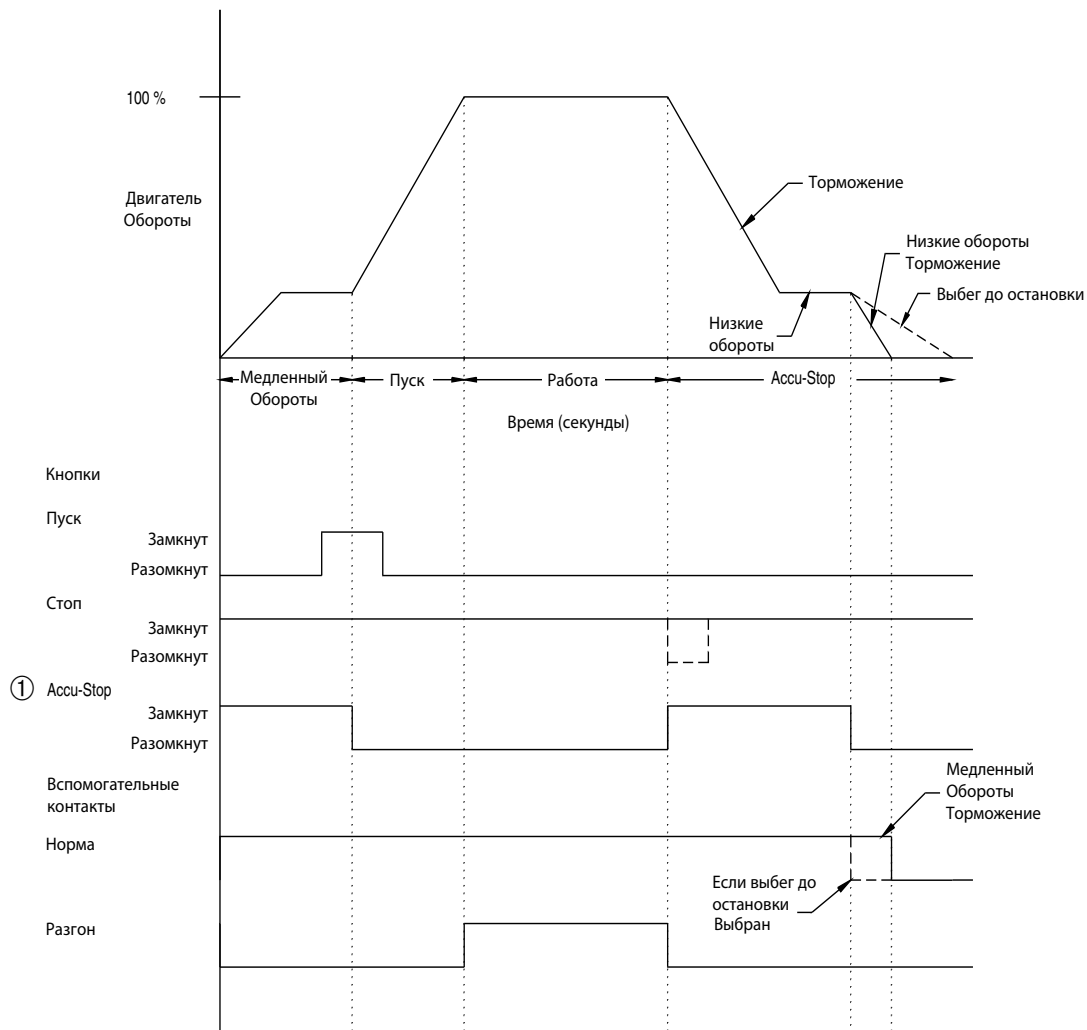 100 %
Двигатель
Обороты
Торможение
Низкие обороты
Торможение
Выбег до остановки
Низкие
обороты
Медленный
Обороты
Пуск
Работа
Accu-Stop
Время (секунды)
Кнопки
Пуск
Замкнут
Разомкнут
Стоп
Замкнут
Разомкнут
① Accu-Stop
Замкнут
Разомкнут
Вспомогательные
контакты
Медленный
Обороты
Торможение
Норма
Если выбег до
остановки
Выбран
Разгон